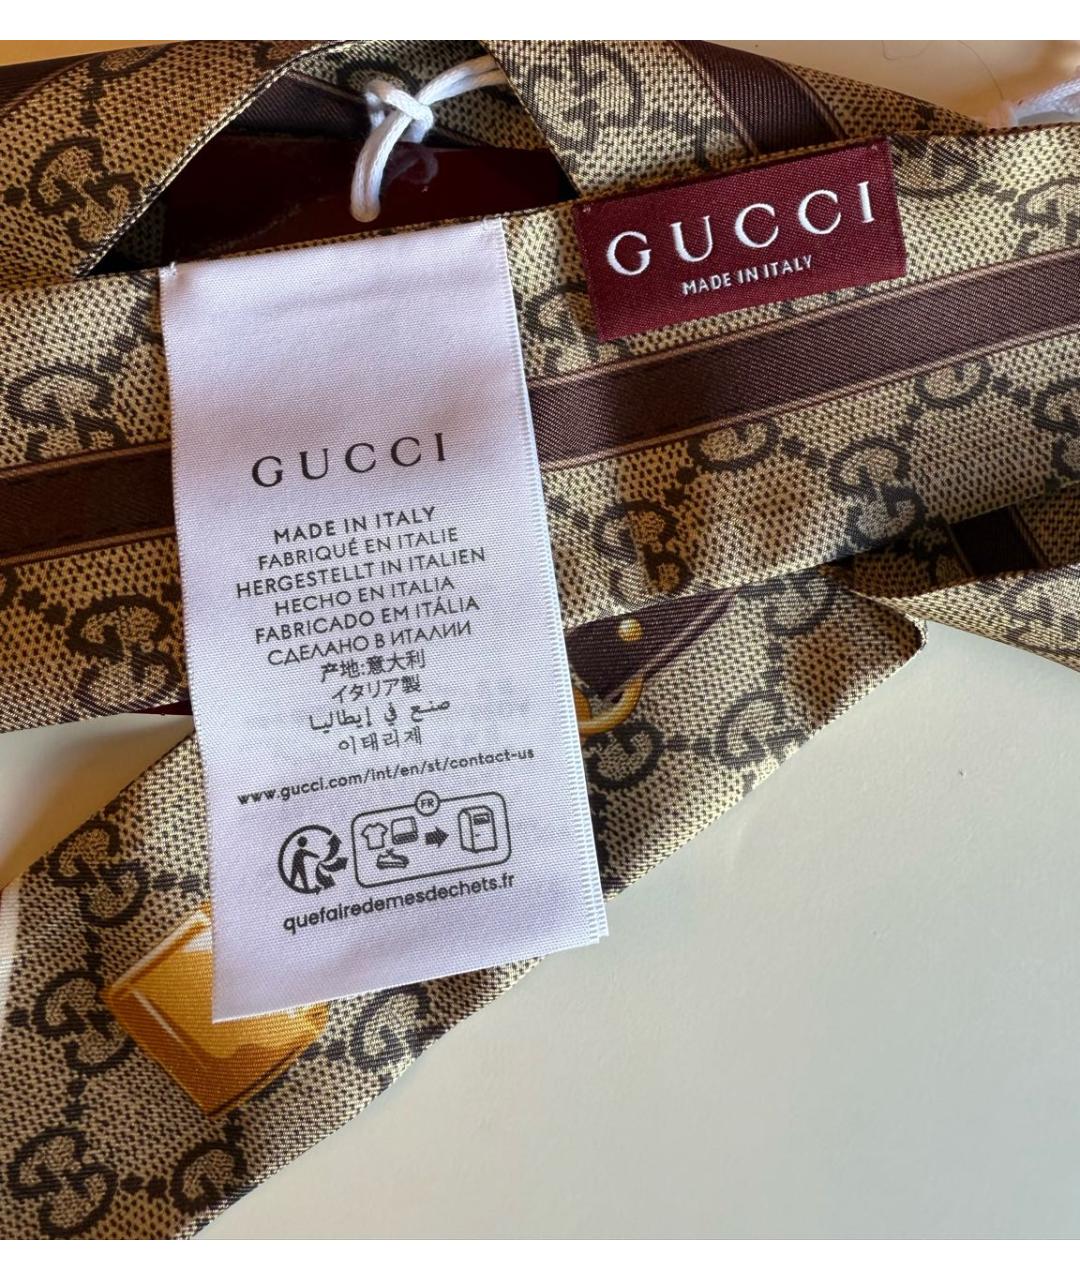 GUCCI
MADE IN ITALY
GUCCI
MADE IN ITALY
FABRIQUÉ EN ITALIE
HERGESTELLT IN ITALIEN
HECHO EN ITALIA
FABRICADO EM ITÁLIA
СДЕЛАНО В ИТАЛИИ
产地:意大利
イタリア製
صنع في إيطاليا
이태리제
www.gucci.com/int/en/st/contact-us
FR
quefairedemesdechets.fr